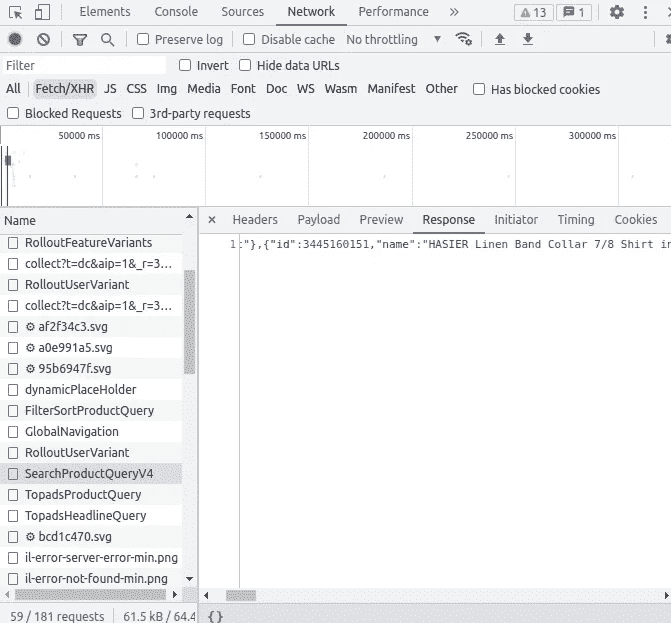 Elements Console Sources Network Performance » 13 1
Preserve log Disable cache No throttling
Filter Invert Hide data URLs
All Fetch/XHR JS CSS Img Media Font Doc WS Wasm Manifest Other Has blocked cookies
Blocked Requests 3rd-party requests
50000 ms 100000 ms 150000 ms 200000 ms 250000 ms 300000 ms
Name × Headers Payload Preview Response Initiator Timing Cookies
1 :"},{"id":3445160151,"name":"HASIER Linen Band Collar 7/8 Shirt in
RolloutFeatureVariants
collect?t=dc&aip=1&_r=3...
RolloutUserVariant
collect?t=dc&aip=1&_r=3...
af2f34c3.svg
a0e991a5.svg
95b6947f.svg
dynamicPlaceHolder
FilterSortProductQuery
GlobalNavigation
RolloutUserVariant
SearchProductQueryV4
TopadsProductQuery
TopadsHeadlineQuery
bcd1c470.svg
il-error-server-error-min.png
il-error-not-found-min.png
59 / 181 requests 61.5 kB / 64.4 {}